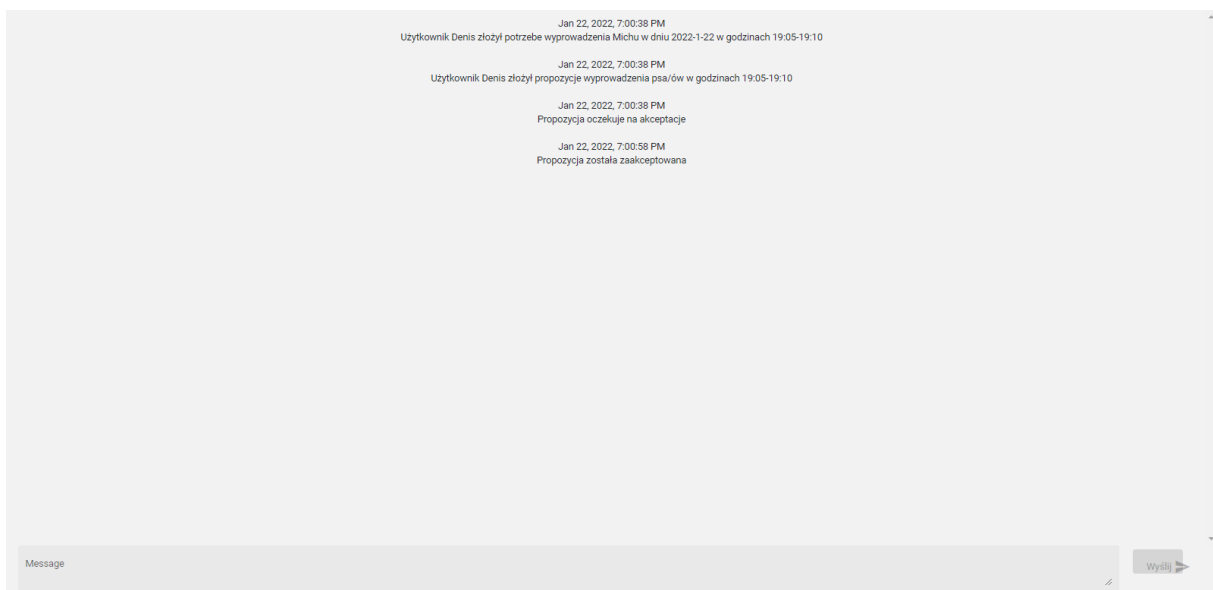 Jan 22, 2022, 7:00:38 PM
Użytkownik Denis złożył potrzebe wyprowadzenia Michu w dniu 2022-1-22 w godzinach 19:05-19:10
Jan 22, 2022, 7:00:38 PM
Użytkownik Denis złożył propozycje wyprowadzenia psa/ów w godzinach 19:05-19:10
Jan 22, 2022, 7:00:38 PM
Propozycja oczekuje na akceptacje
Jan 22, 2022, 7:00:58 PM
Propozycja została zaakceptowana
Message
Wyślij